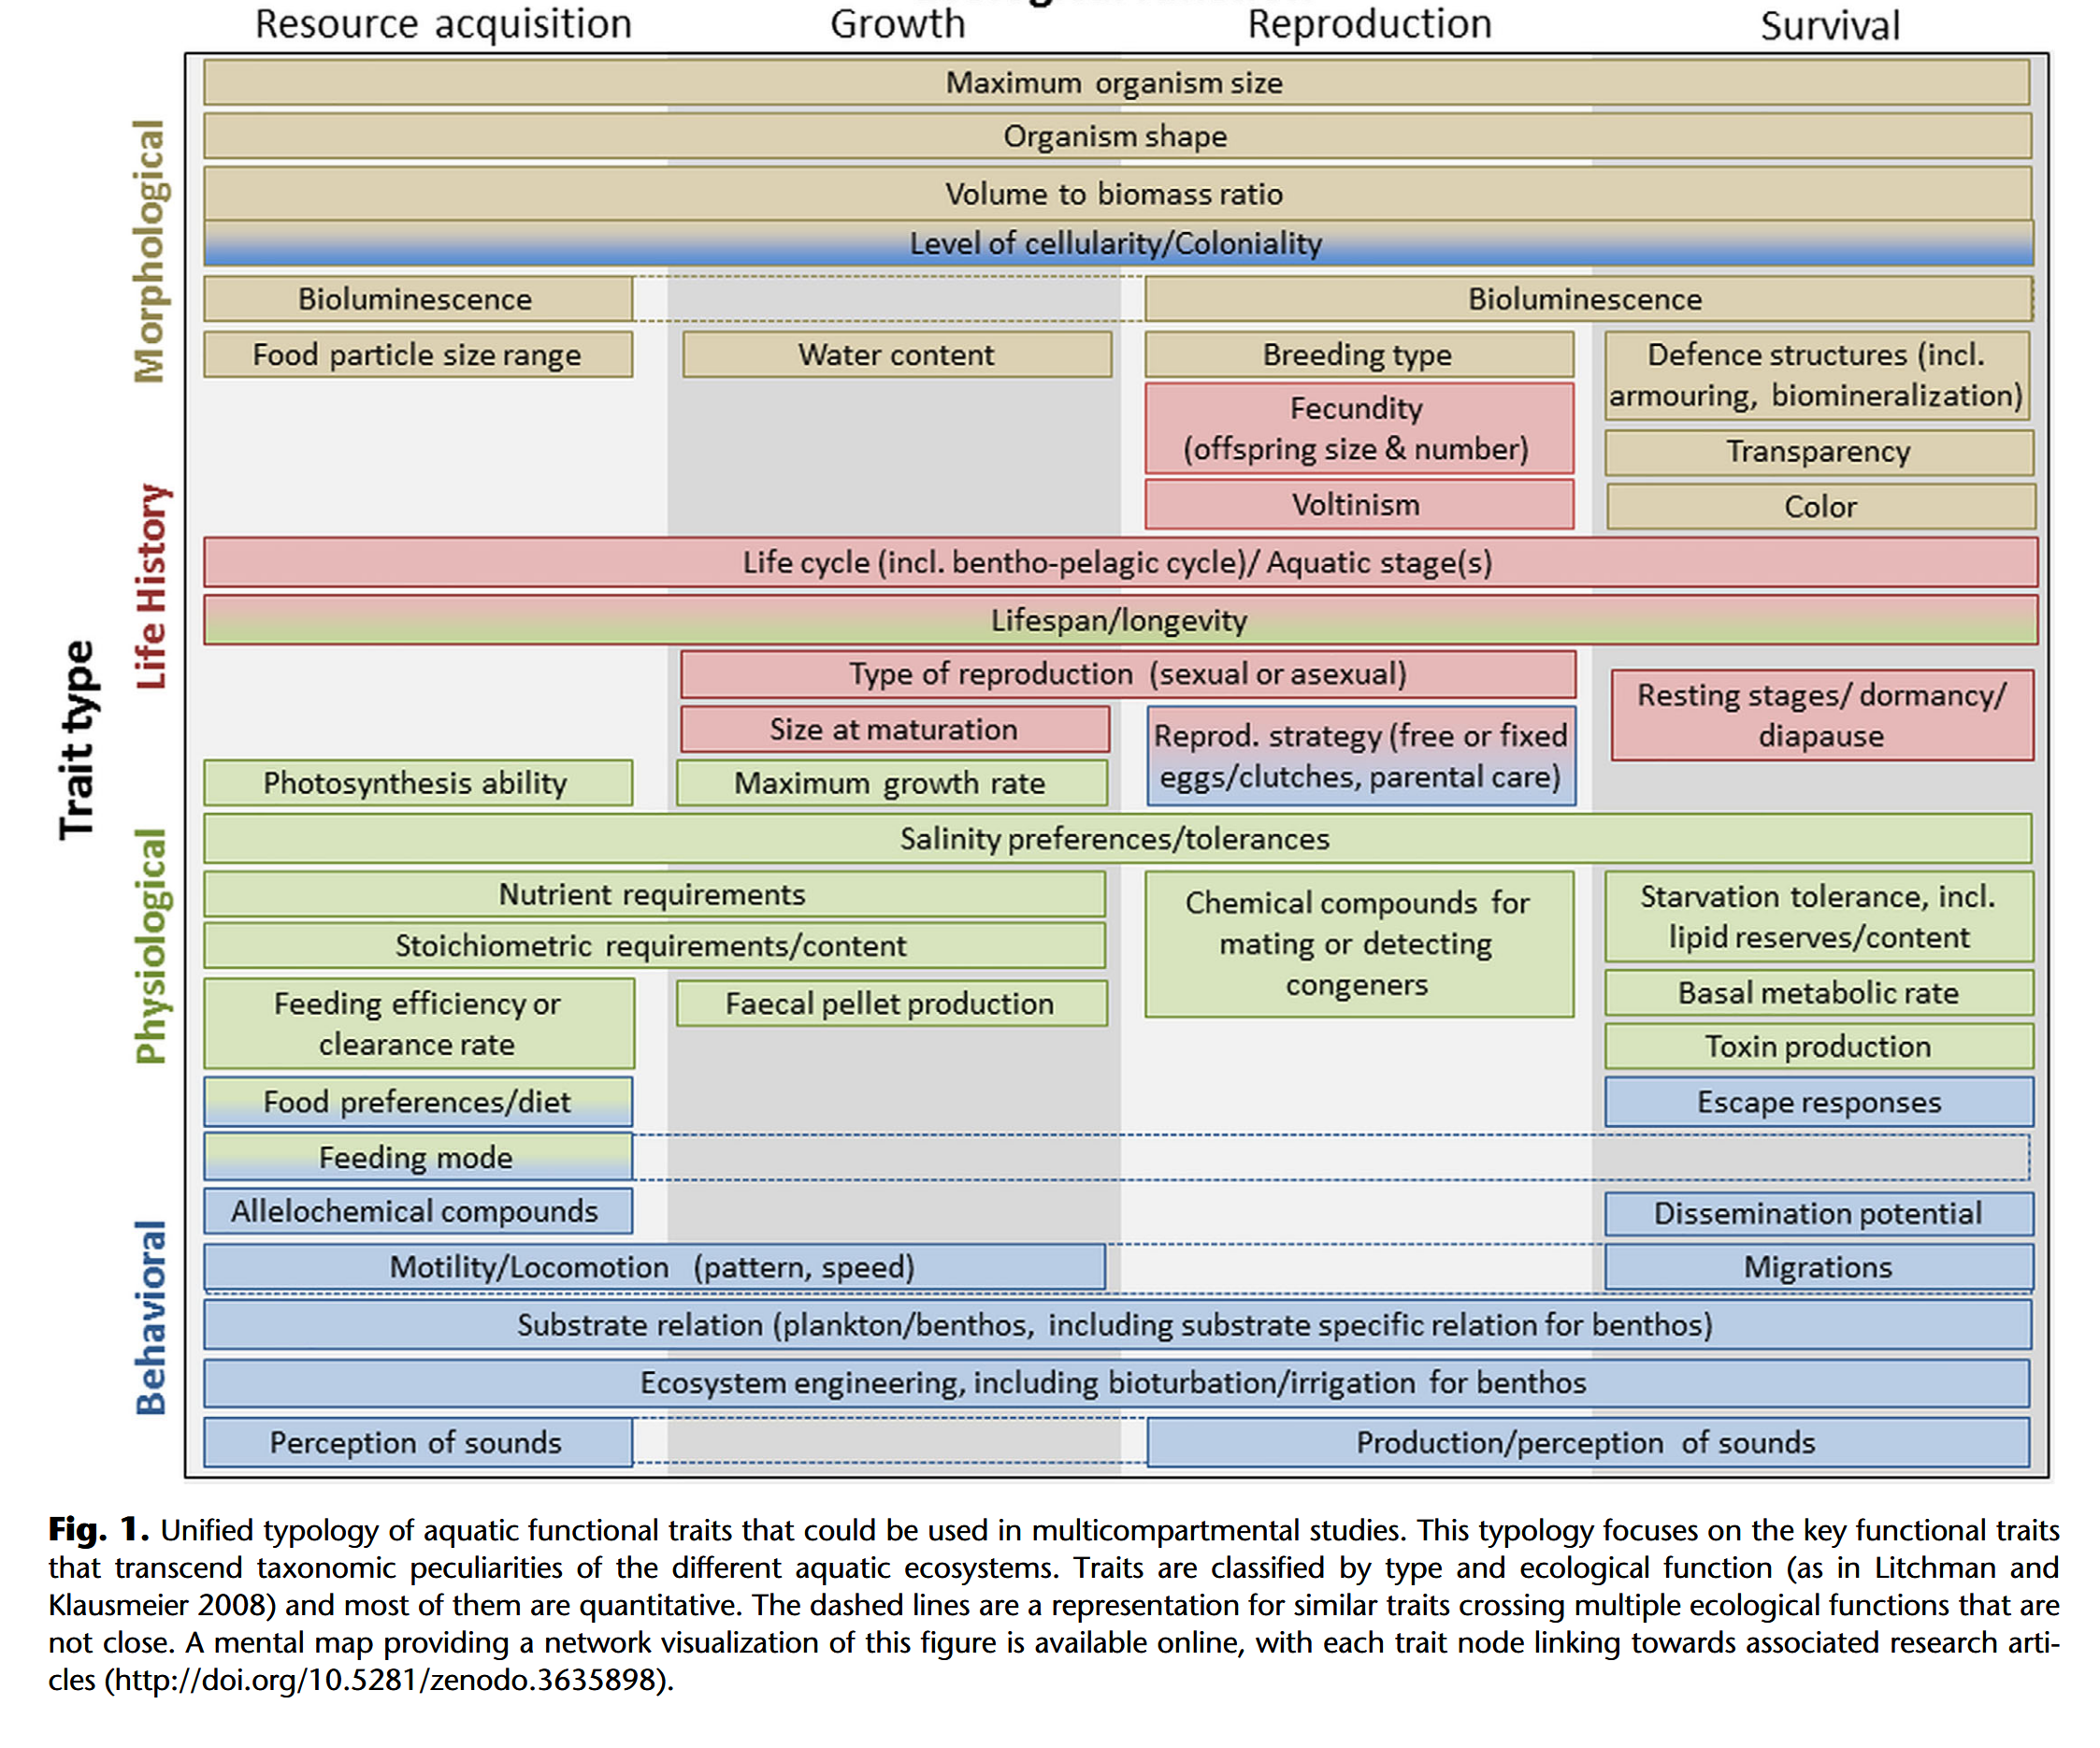 Resource acquisition
Growth
Reproduction
Survival
Trait type
Morphological
Maximum organism size
Organism shape
Volume to biomass ratio
Level of cellularity/Coloniality
Bioluminescence
Bioluminescence
Food particle size range
Water content
Breeding type
Defence structures (incl.
armouring, biomineralization)
Fecundity
(offspring size & number)
Transparency
Voltinism
Color
Life History
Life cycle (incl. bentho-pelagic cycle)/ Aquatic stage(s)
Lifespan/longevity
Type of reproduction (sexual or asexual)
Resting stages/ dormancy/
diapause
Size at maturation
Reprod. strategy (free or fixed
eggs/clutches, parental care)
Photosynthesis ability
Maximum growth rate
Physiological
Salinity preferences/tolerances
Nutrient requirements
Chemical compounds for
mating or detecting
congeners
Starvation tolerance, incl.
lipid reserves/content
Stoichiometric requirements/content
Feeding efficiency or
clearance rate
Faecal pellet production
Basal metabolic rate
Toxin production
Food preferences/diet
Escape responses
Feeding mode
Behavioral
Allelochemical compounds
Dissemination potential
Motility/Locomotion (pattern, speed)
Migrations
Substrate relation (plankton/benthos, including substrate specific relation for benthos)
Ecosystem engineering, including bioturbation/irrigation for benthos
Perception of sounds
Production/perception of sounds
Fig. 1. Unified typology of aquatic functional traits that could be used in multicompartmental studies. This typology focuses on the key functional traits
that transcend taxonomic peculiarities of the different aquatic ecosystems. Traits are classified by type and ecological function (as in Litchman and
Klausmeier 2008) and most of them are quantitative. The dashed lines are a representation for similar traits crossing multiple ecological functions that are
not close. A mental map providing a network visualization of this figure is available online, with each trait node linking towards associated research arti-
cles (http://doi.org/10.5281/zenodo.3635898).